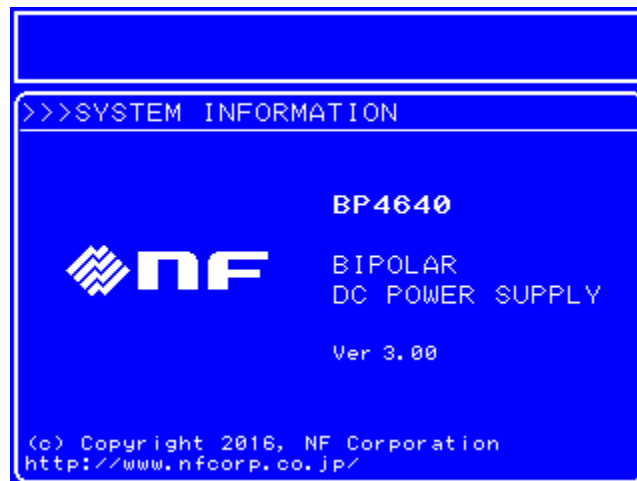 >>>SYSTEM INFORMATION
BP4640
nF
BIPOLAR
DC POWER SUPPLY
Ver 3.00
(c) Copyright 2016, NF Corporation
http://www.nfcorp.co.jp/